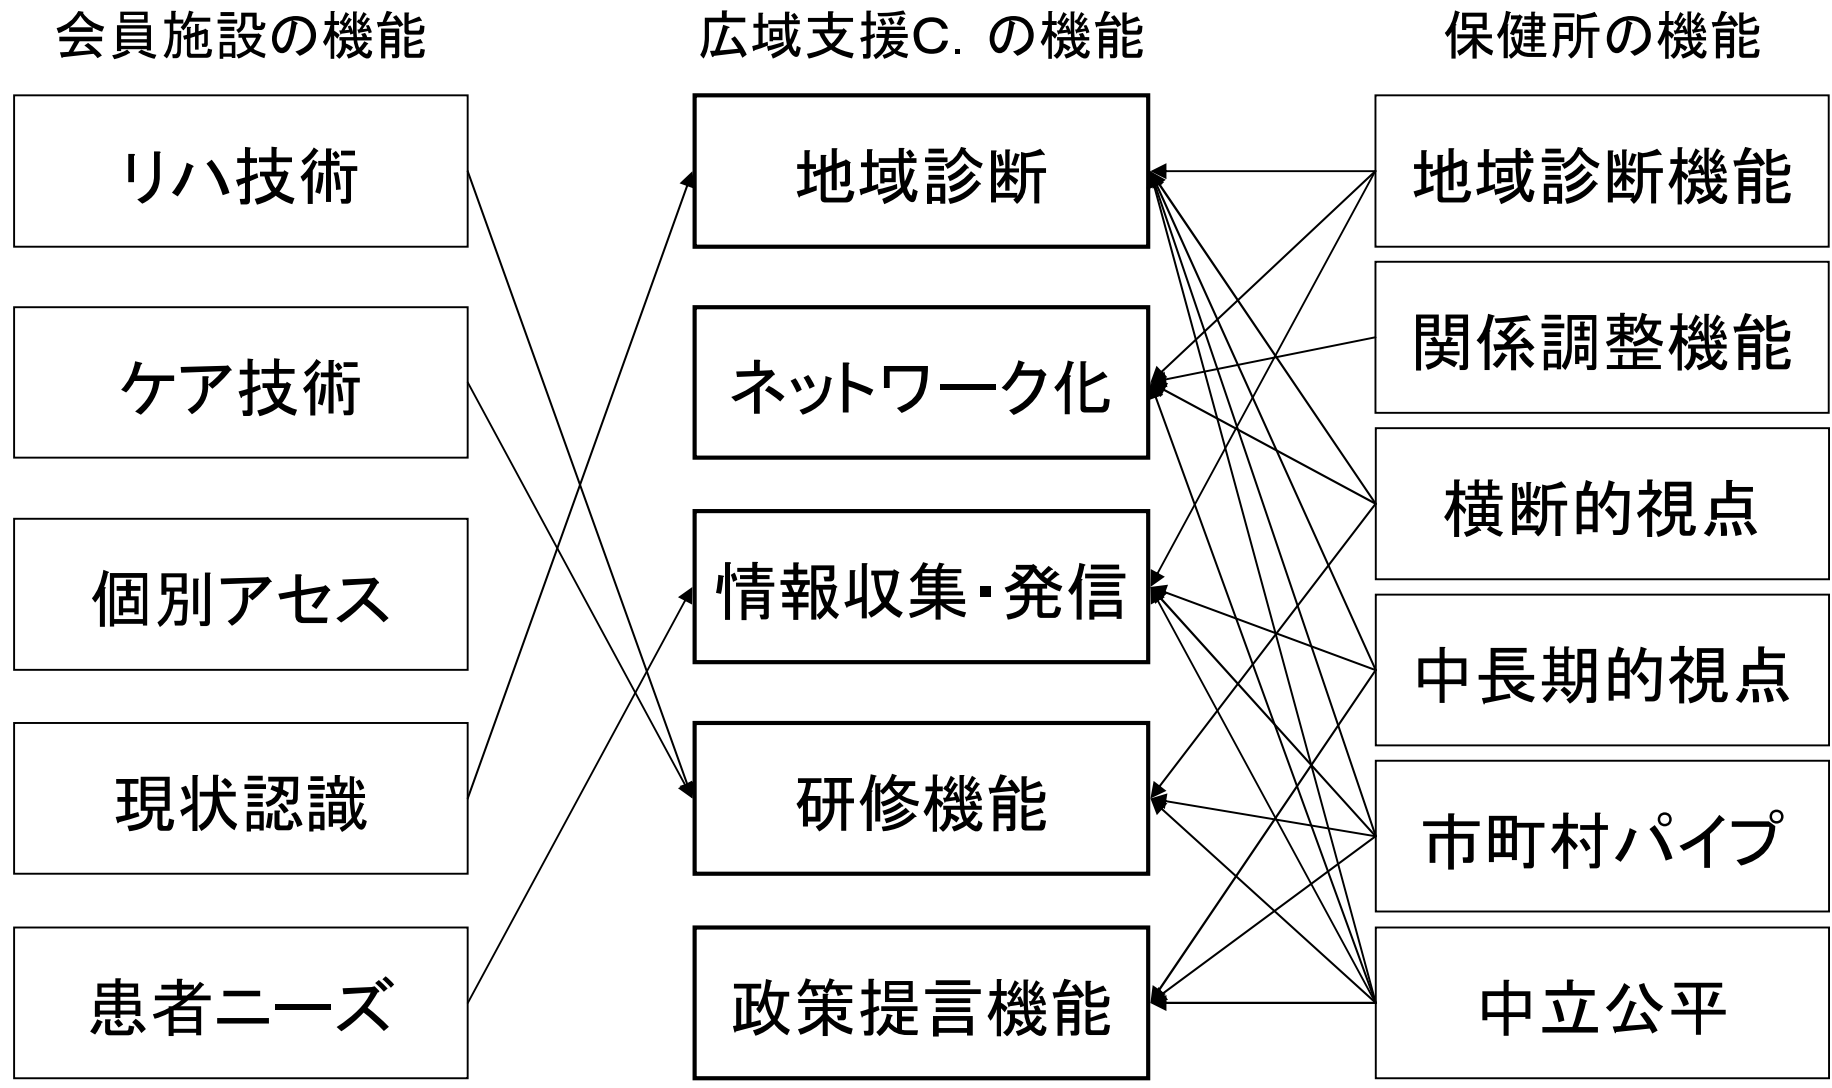 会員施設の機能
リハ技術
ケア技術
個別アセス
現状認識
患者ニーズ
広域支援C．の機能
地域診断
ネットワーク化
情報収集・発信
研修機能
政策提言機能
保健所の機能
地域診断機能
関係調整機能
横断的視点
中長期的視点
市町村パイプ
中立公平